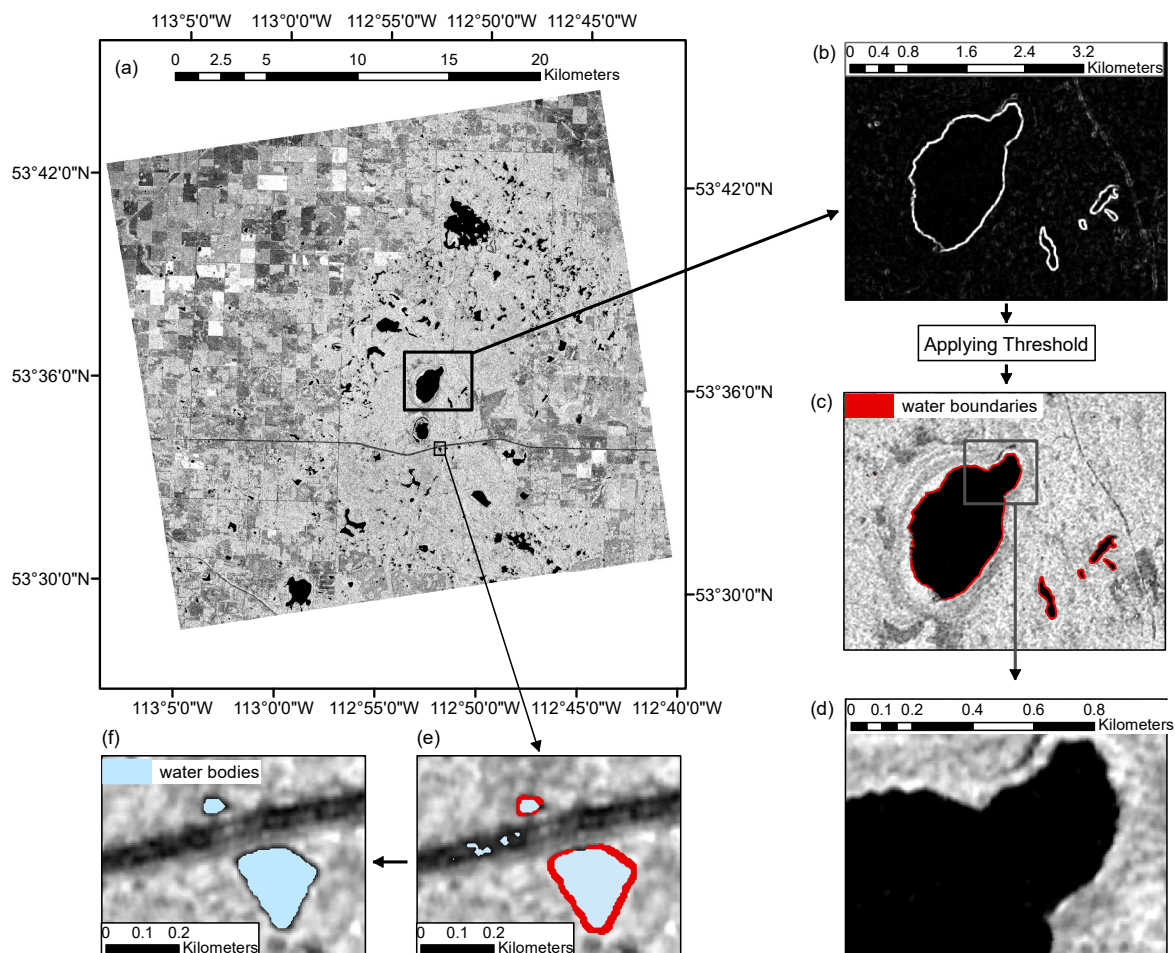 113°5'0"W 113°0'0"W 112°55'0"W 112°50'0"W 112°45'0"W
(a)
0 2.5 5 10 15 20
Kilometers
53°42'0"N
53°36'0"N
53°30'0"N
53°42'0"N
53°36'0"N
53°30'0"N
113°5'0"W 113°0'0"W 112°55'0"W 112°50'0"W 112°45'0"W 112°40'0"W
(b)
0 0.4 0.8 1.6 2.4 3.2
Kilometers
Applying Threshold
(c)
water boundaries
(d)
0 0.1 0.2 0.4 0.6 0.8
Kilometers
(f)
water bodies
0 0.1 0.2
Kilometers
(e)
0 0.1 0.2
Kilometers